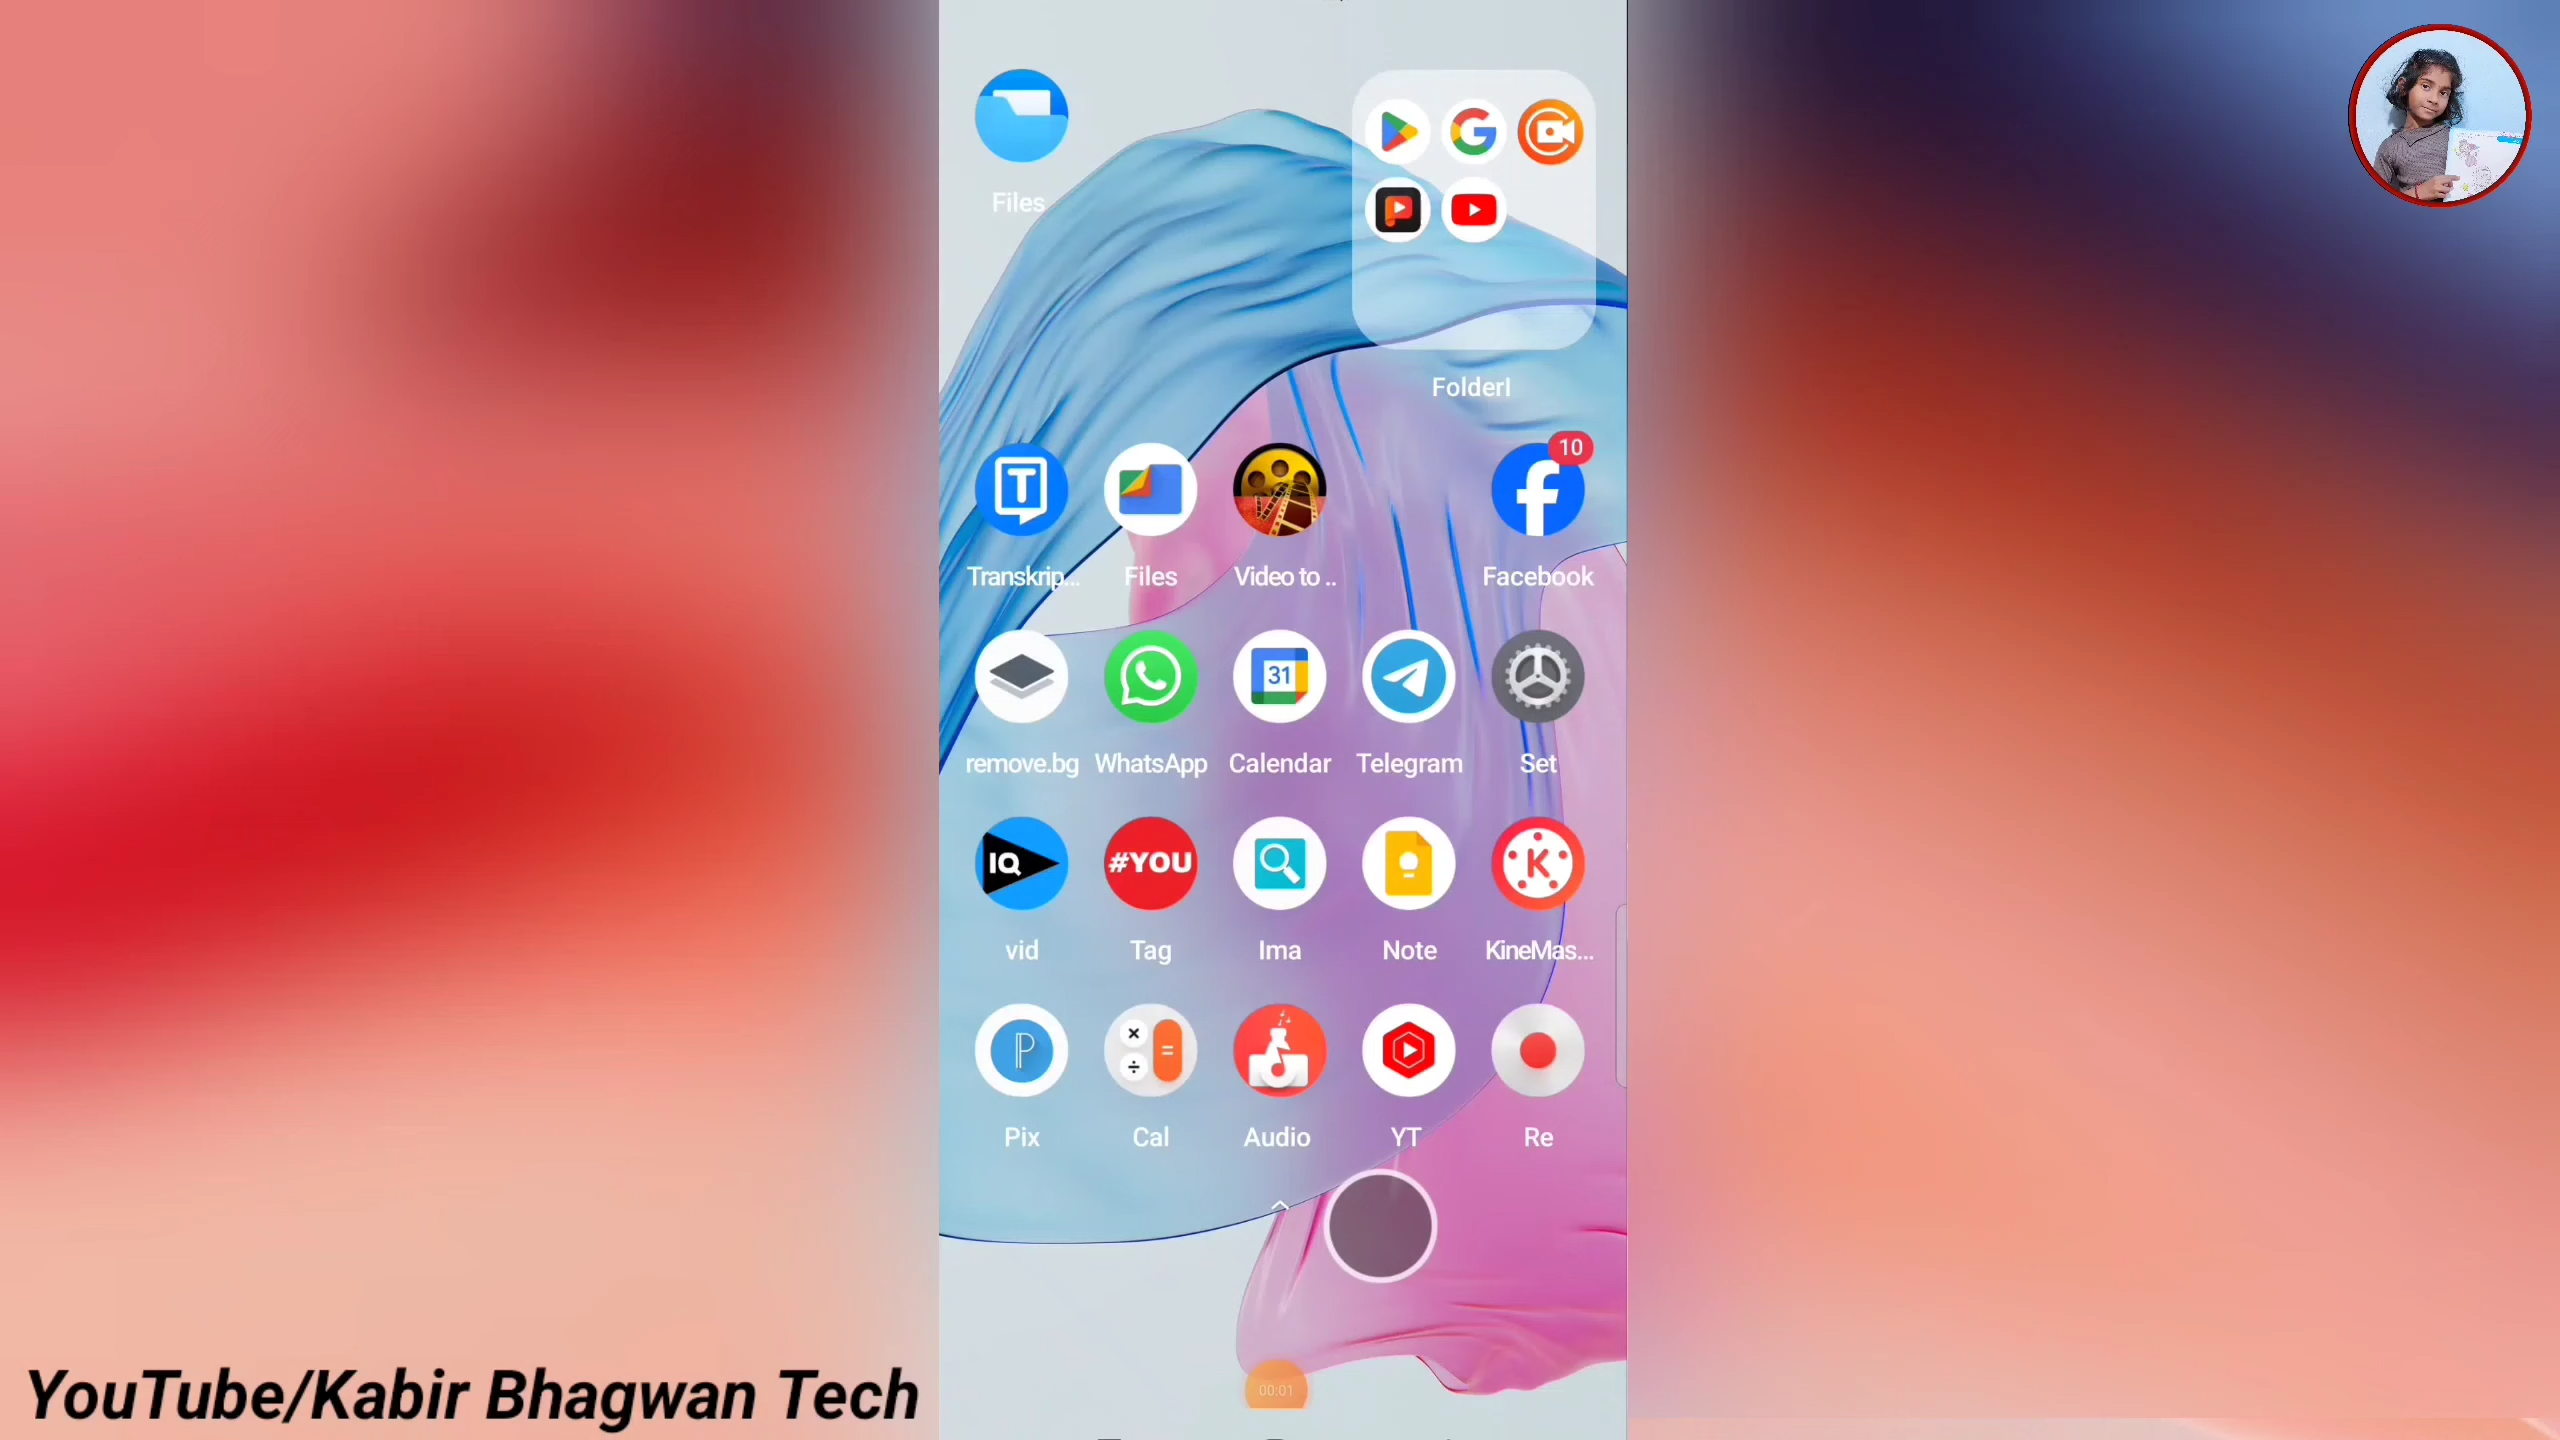 Files
FolderI
10
Transkrip...
Files
Video to ..
Facebook
31
remove.bg
WhatsApp
Calendar
Telegram
Set
IQ
#YOU
K
vid
Tag
Ima
Note
KineMas...
Pix
Cal
Audio
YT
Re
00:01
YouTube/Kabir Bhagwan Tech